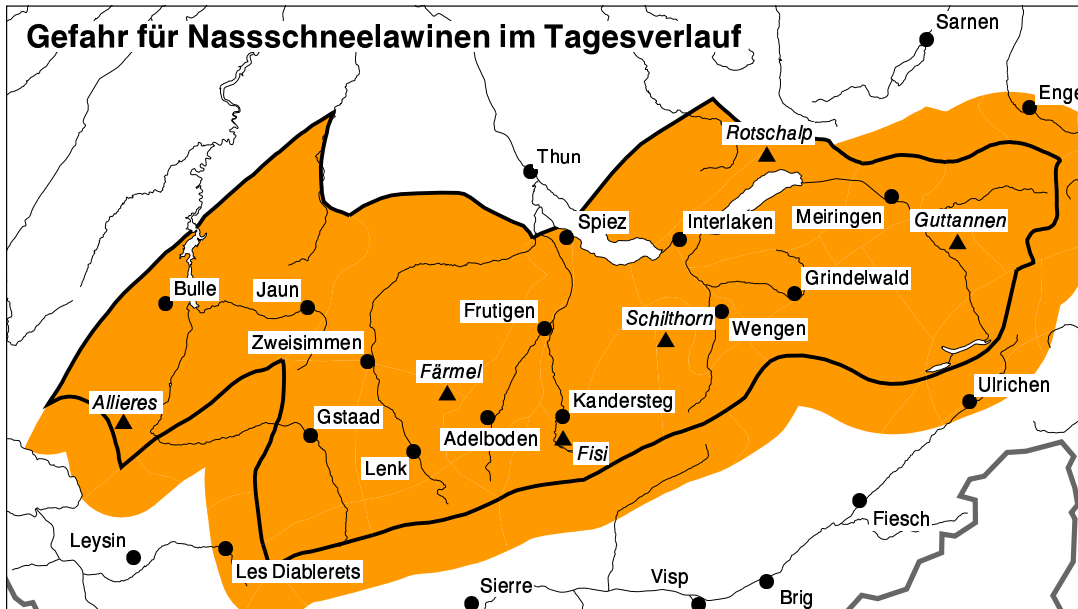 Gefahr für Nassschneelawinen im Tagesverlauf
Sarnen
Enge
Rotschalp
Thun
Spiez
Interlaken
Meiringen
Guttannen
Bulle
Jaun
Grindelwald
Frutigen
Schilthorn
Wengen
Zweisimmen
Färmel
Ulrichen
Allieres
Gstaad
Kandersteg
Adelboden
Fisi
Lenk
Fiesch
Leysin
Les Diablerets
Sierre
Visp
Brig